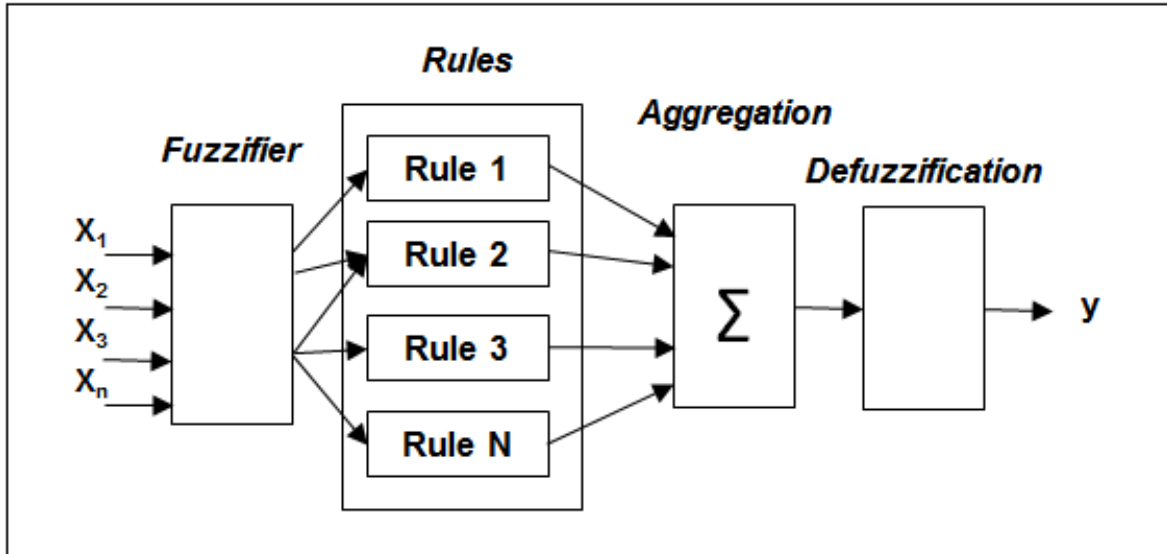 Rules
Aggregation
Fuzzifier
Defuzzification
Rule 1
Rule 2
Rule 3
Rule N
X₁
X₂
X₃
Xₙ
Σ
y